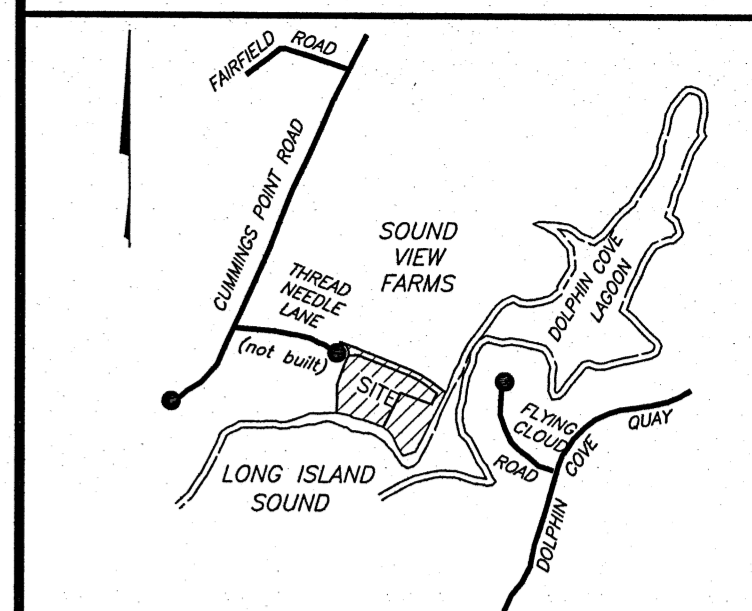 FAIRFIELD ROAD
CUMMINGS POINT ROAD
SOUND
VIEW
FARMS
THREAD
NEEDLE
LANE
(not built)
DOLPHIN COVE
LAGOON
SITE
FLYING
CLOUD
ROAD
DOLPHIN COVE QUAY
LONG ISLAND
SOUND